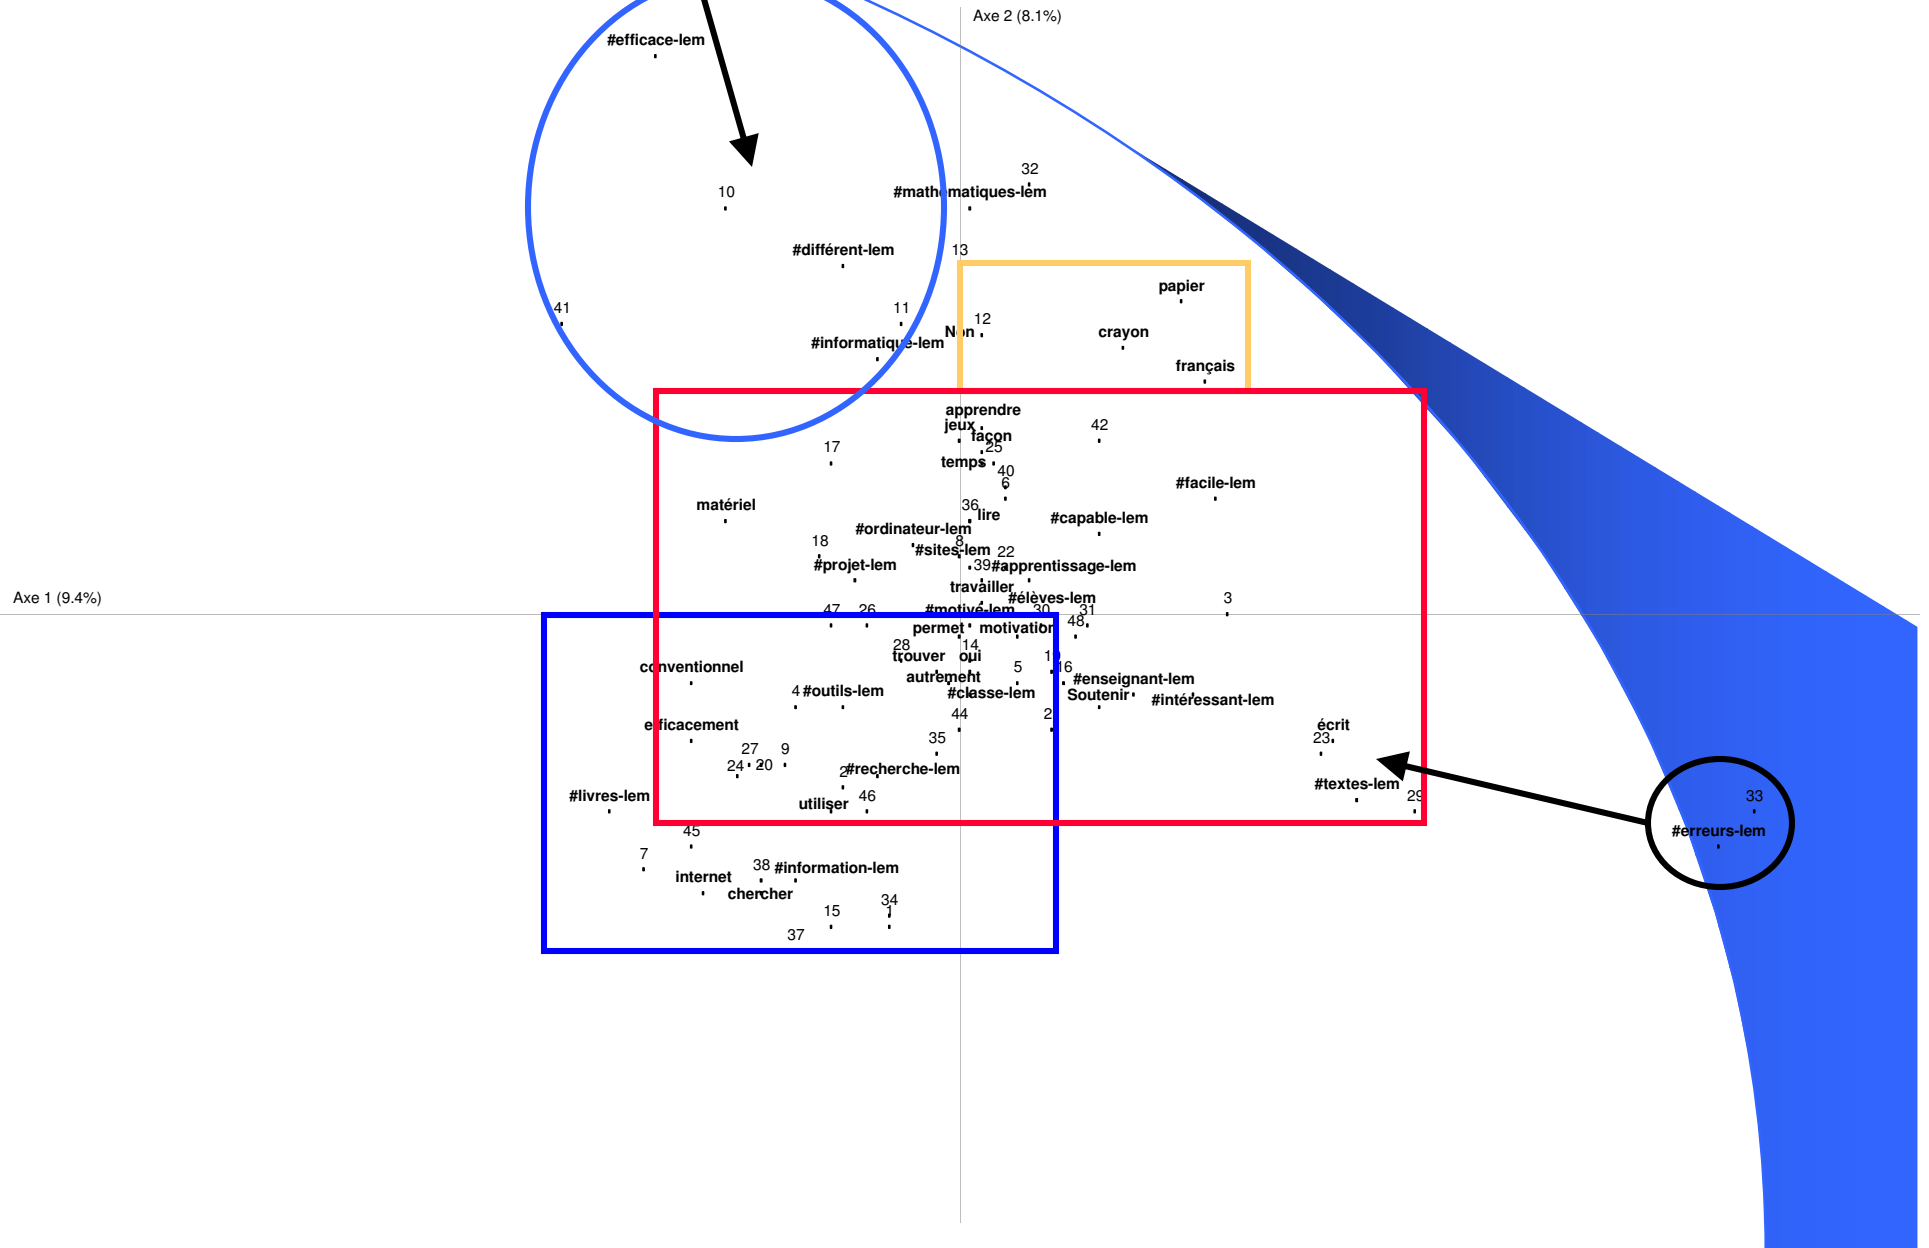 Axe 2 (8.1%)
#efficace-lem
32
10
#mathématiques-lem
#différent-lem
13
papier
41
11
12
Non
crayon
#informatique-lem
français
apprendre
jeux
42
façon
17
25
temps
40
6
#facile-lem
matériel
36
lire
#capable-lem
#ordinateur-lem
18
8
#sites-lem
22
#projet-lem
39
#apprentissage-lem
travailler
Axe 1 (9.4%)
#élèves-lem
3
47
26
#motivé-lem
30
31
permet
motivation
48
28
14
trouver
oui
19
conventionnel
5
16
autrement
#enseignant-lem
4
#outils-lem
#classe-lem
Soutenir
#intéressant-lem
44
efficacement
écrit
35
23
27
9
24
20
2
#recherche-lem
#textes-lem
#livres-lem
utiliser
46
29
33
45
#erreurs-lem
7
38
#information-lem
internet
chercher
34
15
1
37